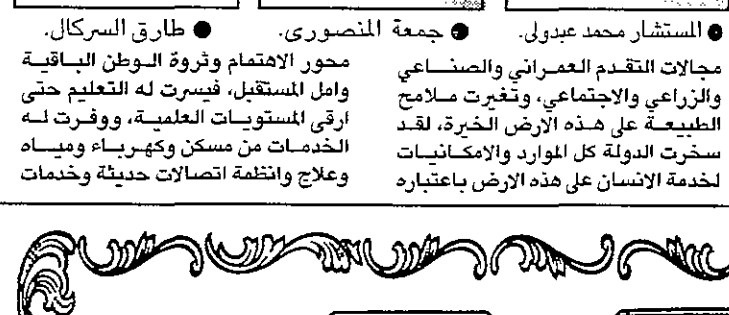 ● المستشار محمد عبدولي.
● جمعة المنصوري.
● طارق السركال.
مجالات التقدم العمراني والصناعي
والزراعي والاجتماعي، وتغيرت ملامح
الطبيعة على هذه الارض الخيرة، لقد
سخرت الدولة كل الموارد والامكانيات
لخدمة الانسان على هذه الارض باعتباره
محور الاهتمام وثروة الوطن الباقية
وامل المستقبل، فيسرت له التعليم حتى
ارقى المستويات العلمية، ووفرت له
الخدمات من مسكن وكهرباء ومياه
وعلاج وانظمة اتصالات حديثة وخدمات